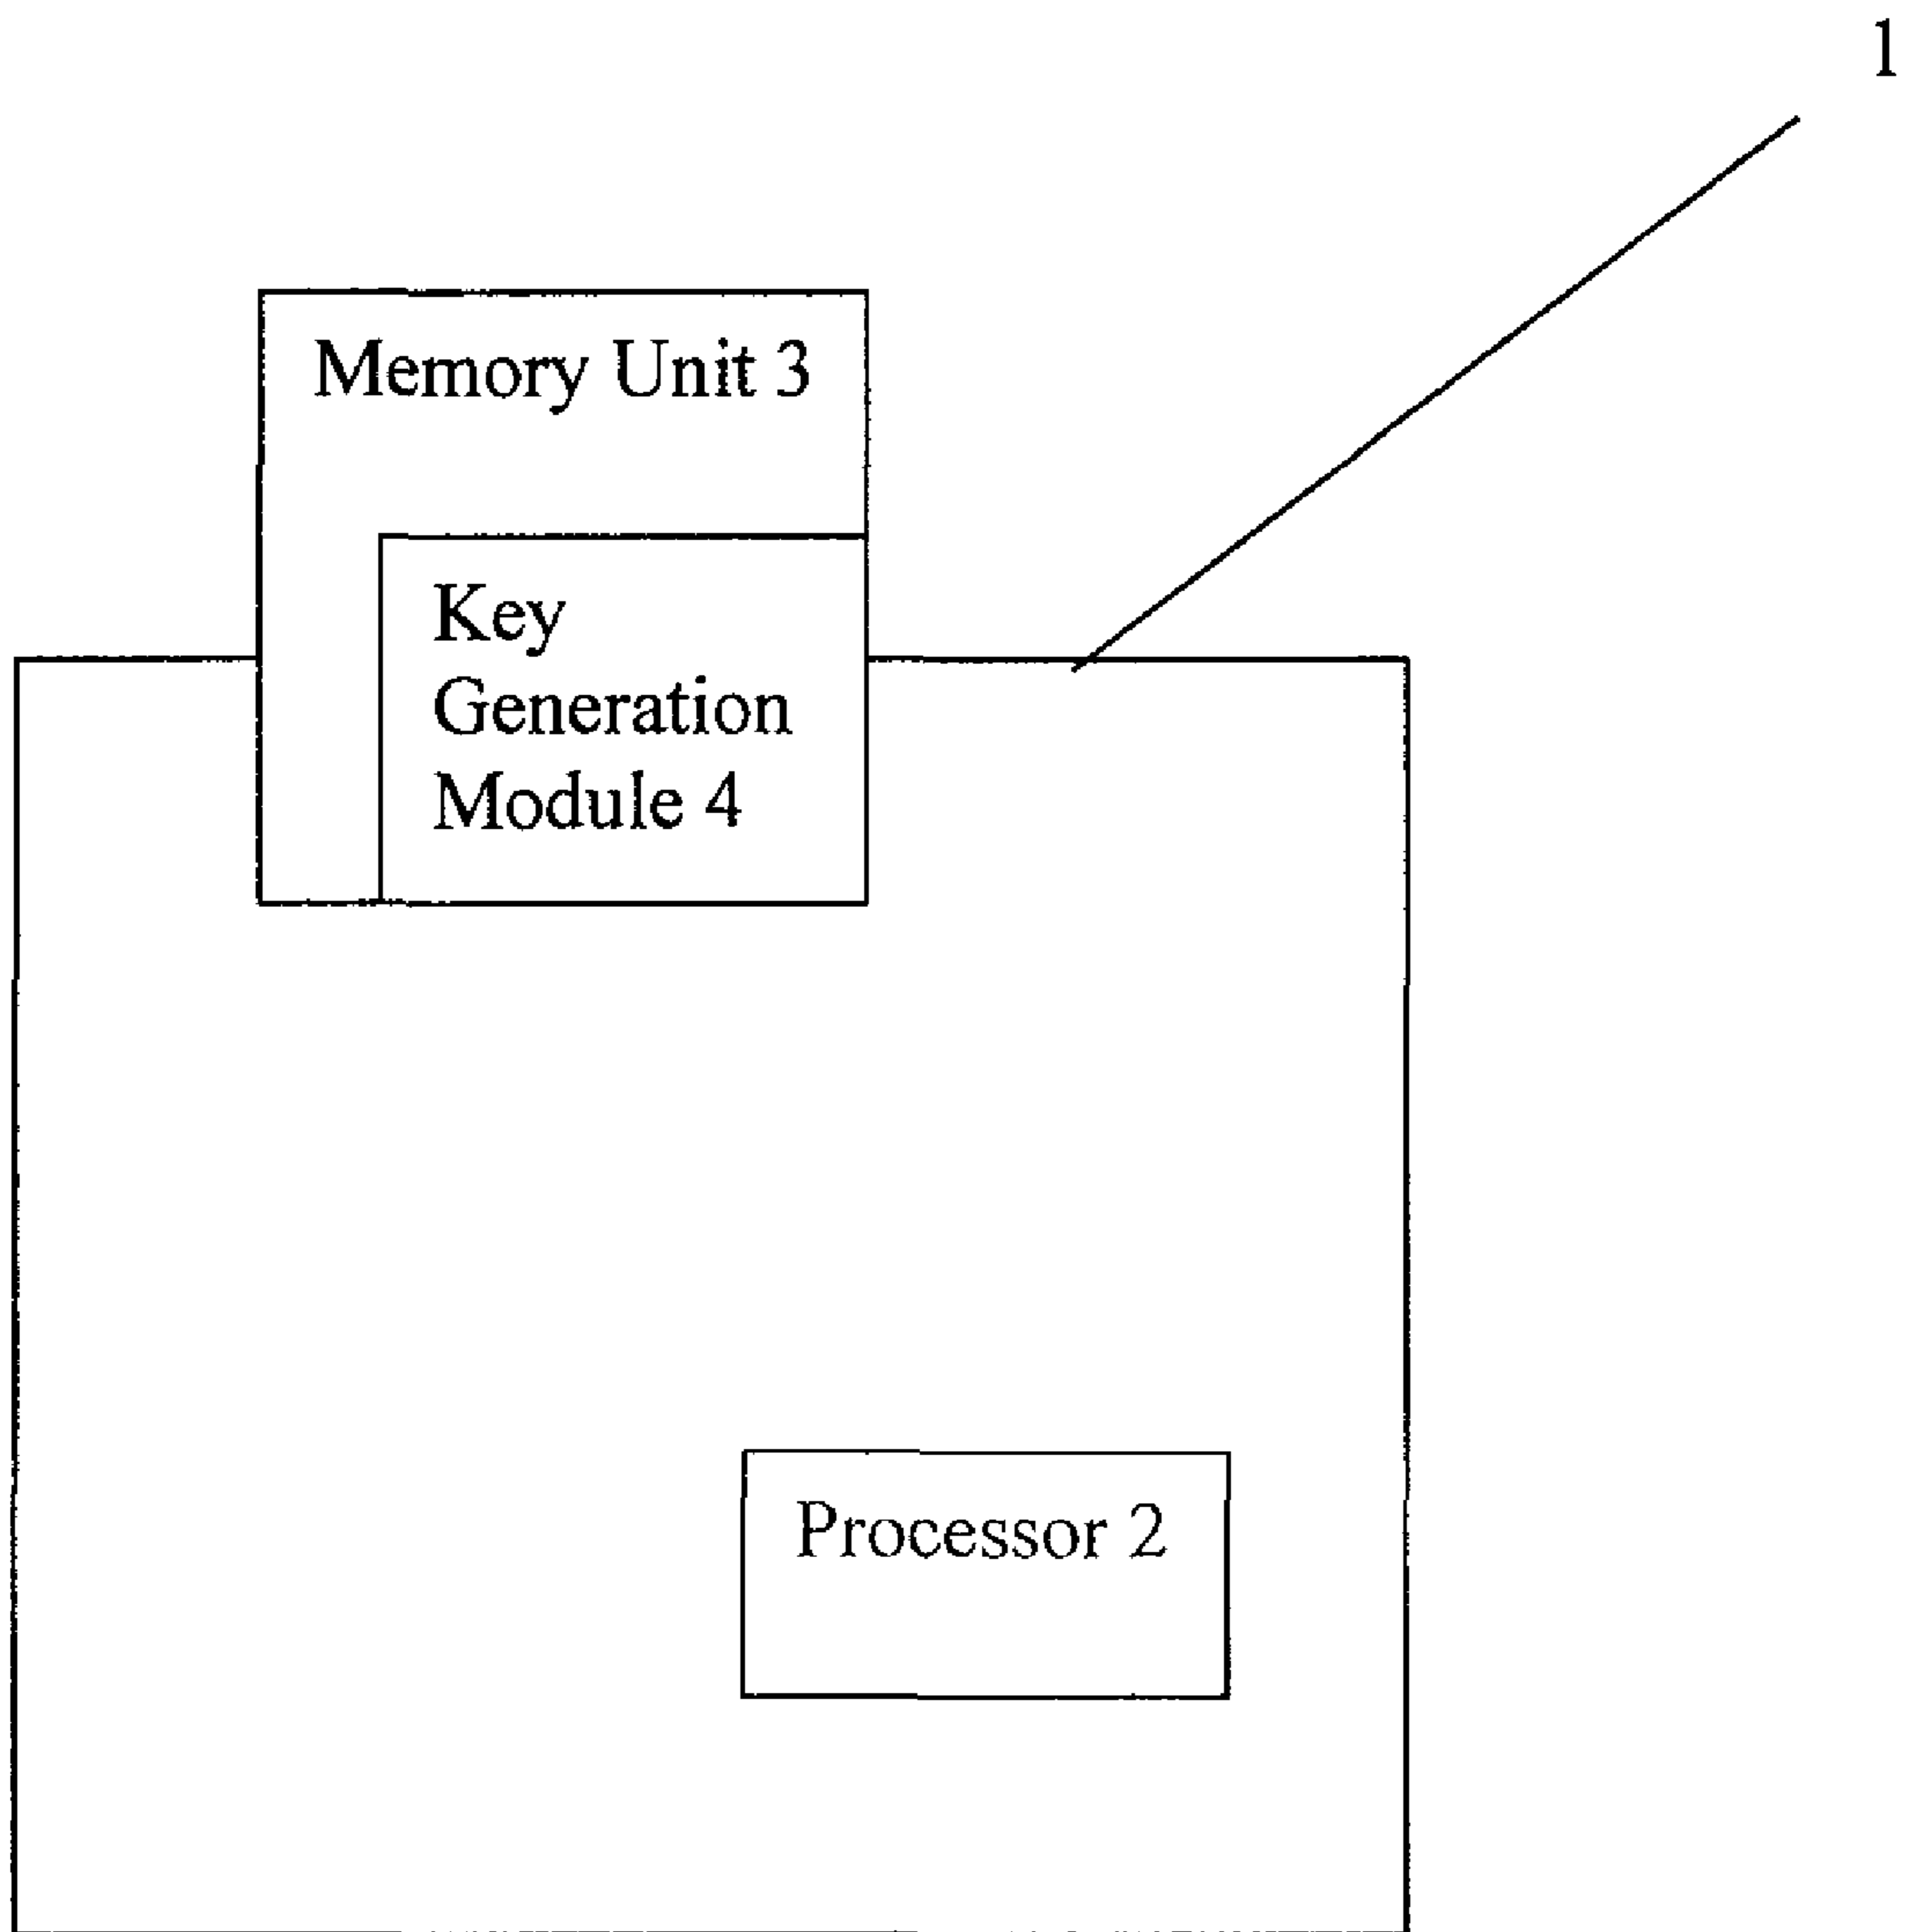 1
Memory Unit 3
Key
Generation
Module 4
Processor 2